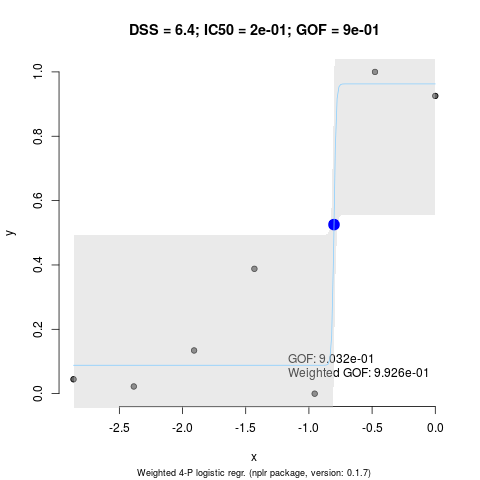 DSS = 6.4; IC50 = 2e-01; GOF = 9e-01
1.0
0.8
0.6
0.4
0.2
0.0
y
GOF: 9.032e-01
Weighted GOF: 9.926e-01
-2.5 -2.0 -1.5 -1.0 -0.5 0.0
x
Weighted 4-P logistic regr. (nplr package, version: 0.1.7)